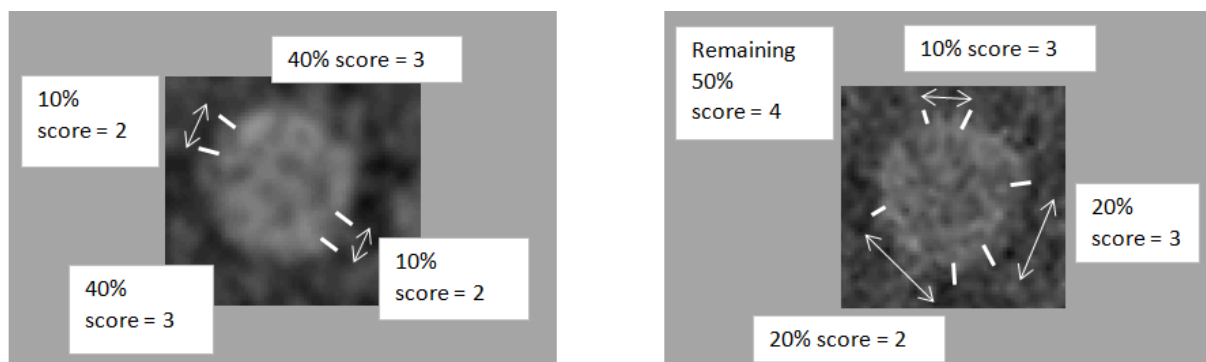 40% score = 3
10%
score = 2
10%
score = 2
40%
score = 3
Remaining
50%
score = 4
10% score = 3
20%
score = 3
20% score = 2